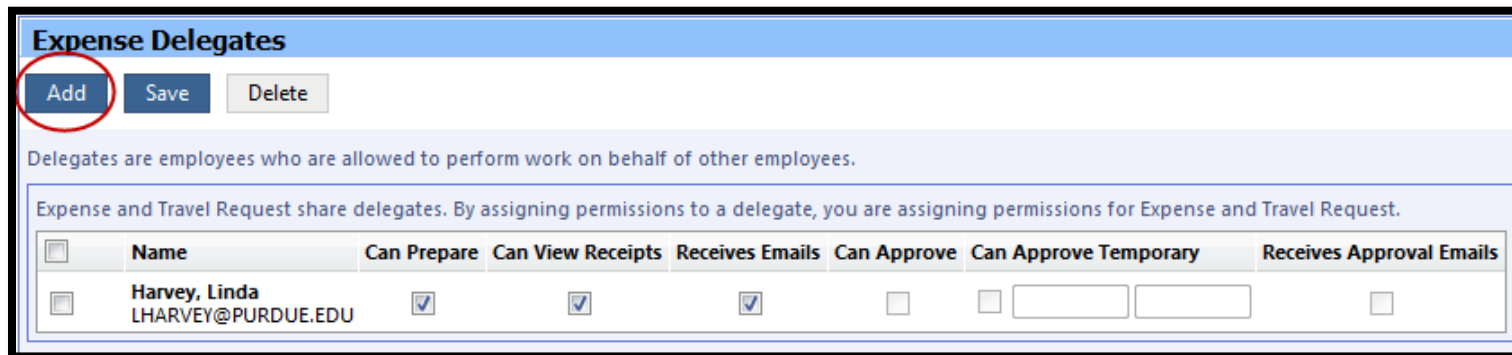 Expense Delegates
Add Save Delete
Delegates are employees who are allowed to perform work on behalf of other employees.
Expense and Travel Request share delegates. By assigning permissions to a delegate, you are assigning permissions for Expense and Travel Request.
Name Can Prepare Can View Receipts Receives Emails Can Approve Can Approve Temporary Receives Approval Emails
Harvey, Linda
LHARVEY@PURDUE.EDU